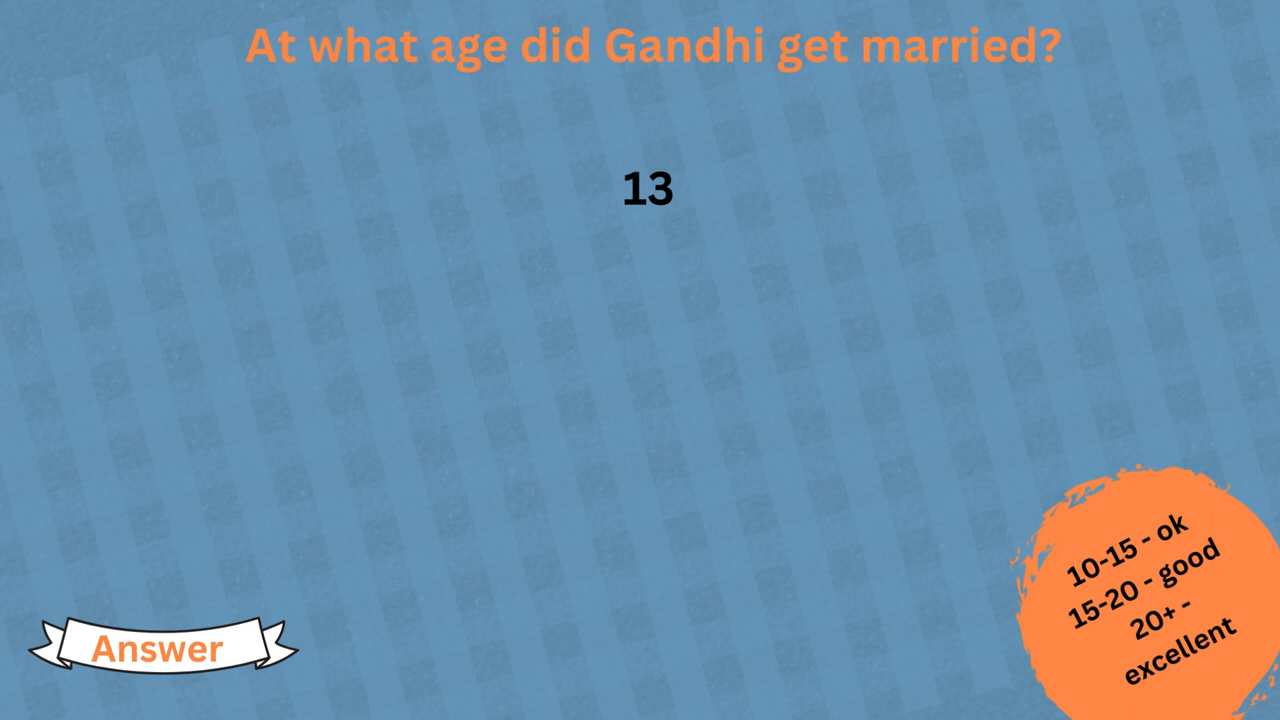 At what age did Gandhi get married?
13
10-15 - ok
15-20 - good
20+ -
excellent
Answer